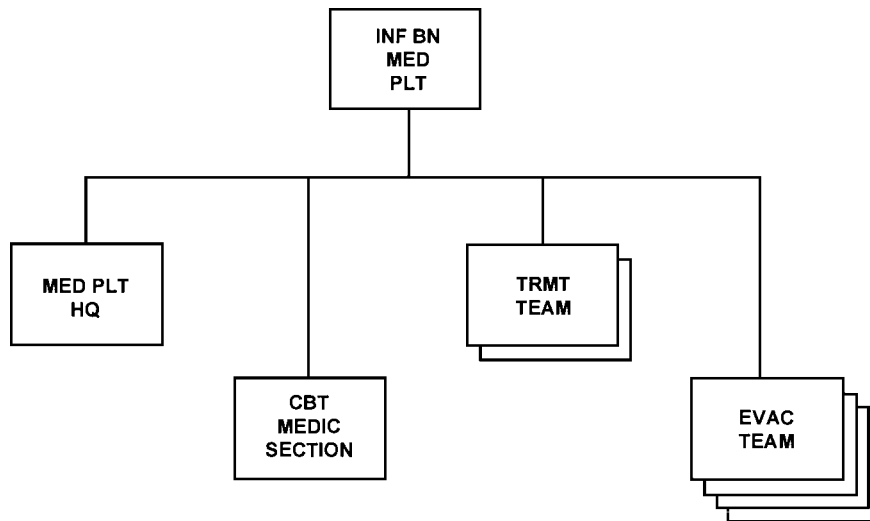 INF BN
MED
PLT
MED PLT
HQ
CBT
MEDIC
SECTION
TRMT
TEAM
EVAC
TEAM